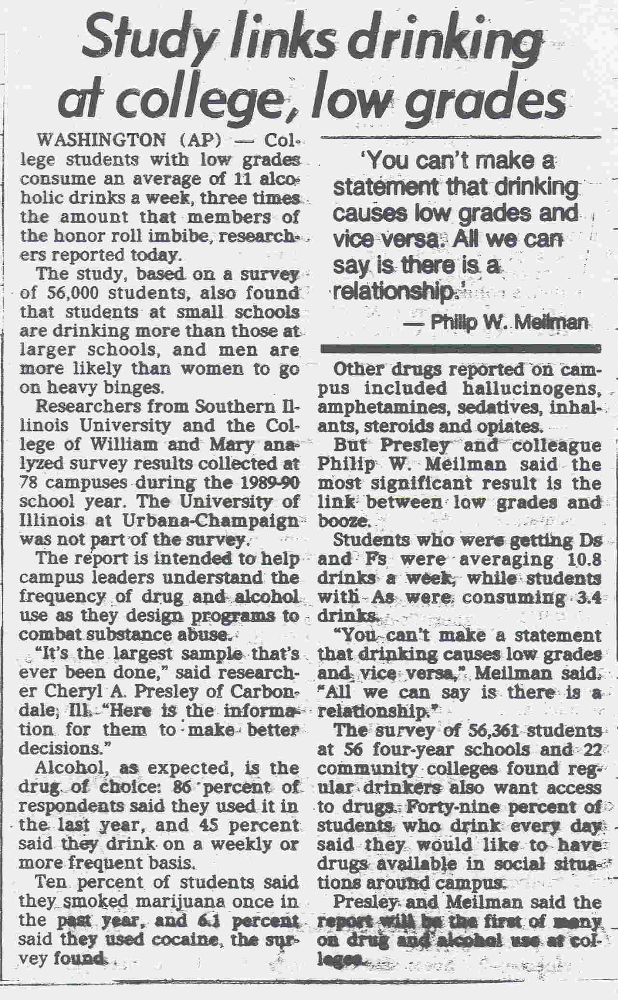 Study links drinking
at college, low grades
WASHINGTON (AP) — Col-
lege students with low grades
consume an average of 11 alco-
holic drinks a week, three times
the amount that members of
the honor roll imbibe, research-
ers reported today.
The study, based on a survey
of 56,000 students, also found
that students at small schools
are drinking more than those at
larger schools, and men are
more likely than women to go
on heavy binges.
Researchers from Southern Il-
linois University and the Col-
lege of William and Mary ana-
lyzed survey results collected at
78 campuses during the 1989-90
school year. The University of
Illinois at Urbana-Champaign
was not part of the survey.
The report is intended to help
campus leaders understand the
frequency of drug and alcohol
use as they design programs to
combat substance abuse.
"It's the largest sample that's
ever been done," said research-
er Cheryl A. Presley of Carbon-
dale, Ill. "Here is the informa-
tion for them to make better
decisions."
Alcohol, as expected, is the
drug of choice: 86 percent of
respondents said they used it in
the last year, and 45 percent
said they drink on a weekly or
more frequent basis.
Ten percent of students said
they smoked marijuana once in
the past year, and 6.1 percent
said they used cocaine, the sur-
vey found.
'You can't make a
statement that drinking
causes low grades and
vice versa. All we can
say is there is a
relationship.'
— Philip W. Meilman
Other drugs reported on cam-
pus included hallucinogens,
amphetamines, sedatives, inhal-
ants, steroids and opiates.
But Presley and colleague
Philip W. Meilman said the
most significant result is the
link between low grades and
booze.
Students who were getting Ds
and Fs were averaging 10.8
drinks a week, while students
with As were consuming 3.4
drinks.
"You can't make a statement
that drinking causes low grades
and vice versa," Meilman said.
"All we can say is there is a
relationship."
The survey of 56,361 students
at 56 four-year schools and 22
community colleges found reg-
ular drinkers also want access
to drugs. Forty-nine percent of
students who drink every day
said they would like to have
drugs available in social situa-
tions around campus.
Presley and Meilman said the
report will be the first of many
on drug and alcohol use at col-
leges.